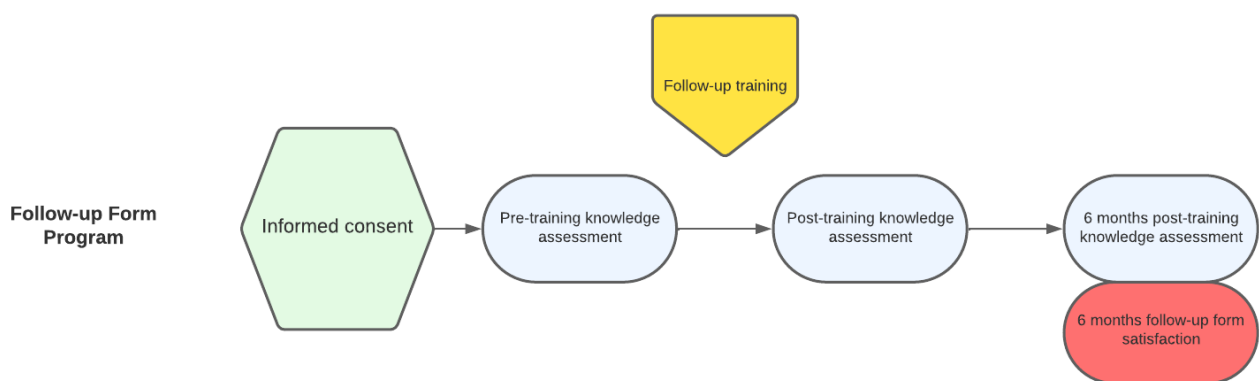 Follow-up training
Follow-up Form
Program
Informed consent
Pre-training knowledge
assessment
Post-training knowledge
assessment
6 months post-training
knowledge assessment
6 months follow-up form
satisfaction